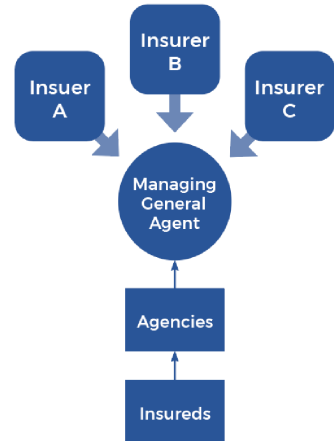 Insuer
A
Insurer
B
Insurer
C
Managing
General
Agent
Agencies
Insureds